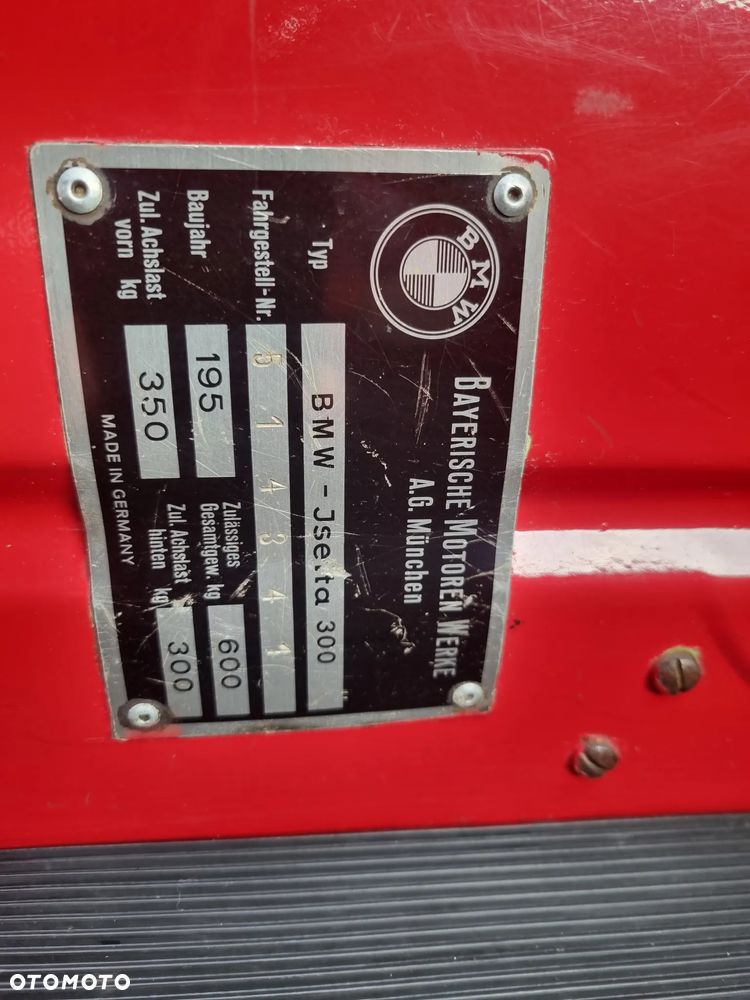 BMW
BAYERISCHE MOTOREN WERKE
A.G. München
Typ BMW - Jsetta 300
Fahrgestell-Nr. 514341
Baujahr 195
Zulässiges
Gesamtgew. kg 600
Zul. Achslast
vorn kg 350
Zul. Achslast
hinten kg 300
MADE IN GERMANY
OTOMOTO